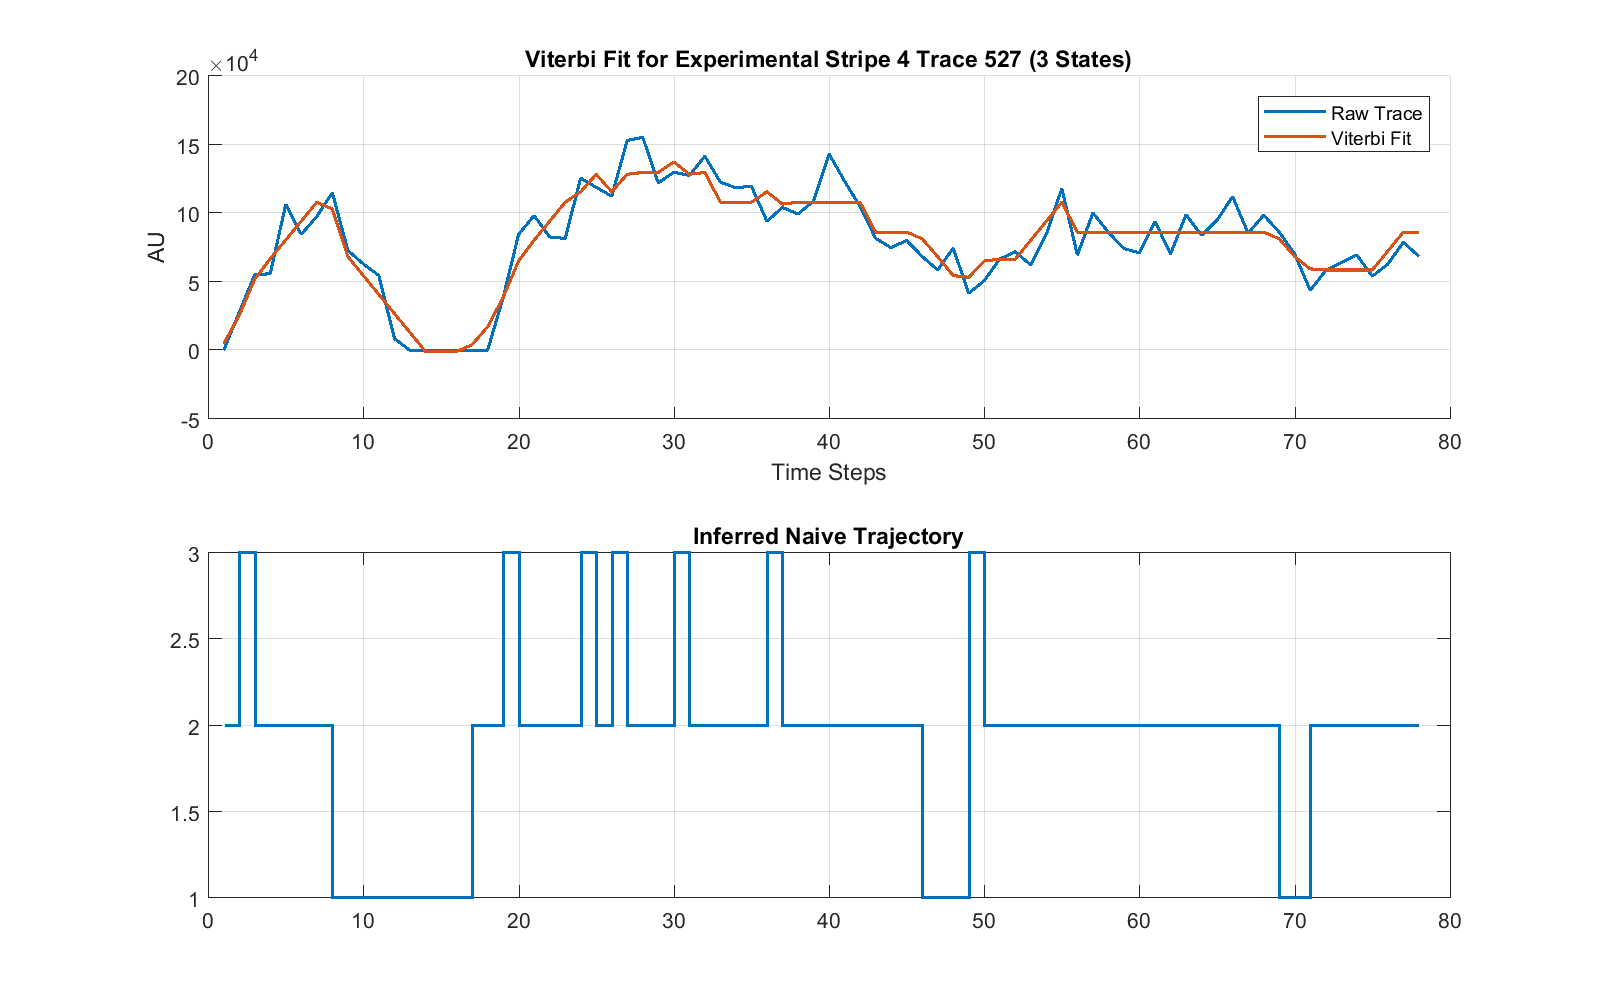 Viterbi Fit for Experimental Stripe 4 Trace 527 (3 States)
×10⁴
20
15
10
5
0
-5
AU
Raw Trace
Viterbi Fit
0 10 20 30 40 50 60 70 80
Time Steps
Inferred Naive Trajectory
3
2.5
2
1.5
1
0 10 20 30 40 50 60 70 80